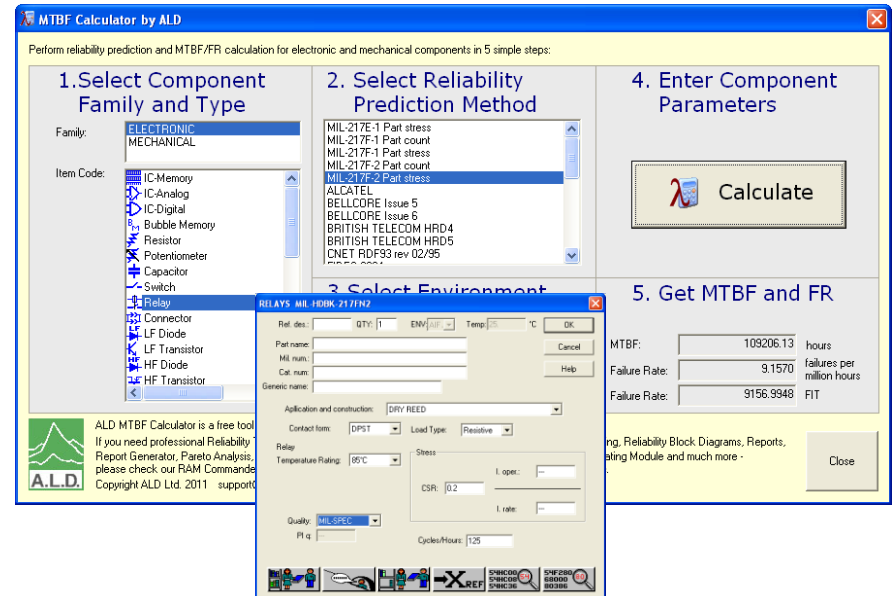 MTBF Calculator by ALD
Perform reliability prediction and MTBF/FR calculation for electronic and mechanical components in 5 simple steps:
1.Select Component
Family and Type
Family:
ELECTRONIC
MECHANICAL
Item Code:
IC-Memory
IC-Analog
IC-Digital
Bubble Memory
Resistor
Potentiometer
Capacitor
Switch
Relay
Connector
LF Diode
LF Transistor
HF Diode
HF Transistor
2. Select Reliability
Prediction Method
MIL-217E-1 Part stress
MIL-217F-1 Part count
MIL-217F-1 Part stress
MIL-217F-2 Part count
MIL-217F-2 Part stress
ALCATEL
BELLCORE Issue 5
BELLCORE Issue 6
BRITISH TELECOM HRD4
BRITISH TELECOM HRD5
CNET RDF93 rev 02/95
3. Select Environment
4. Enter Component
Parameters
Calculate
5. Get MTBF and FR
MTBF: 109206.13 hours
Failure Rate: 9.1570 failures per
million hours
Failure Rate: 9156.9948 FIT
RELAYS MIL-HDBK-217FN2
Ref. des.: QTY: 1 ENV: AIF Temp: 25 °C OK
Part name: Cancel
Mil. num.:
Cat. num: Help
Generic name:
Apllication and construction: DRY REED
Contact form: DPST Load Type: Resistive
Relay
Temperature Rating: 85°C
Stress
I. oper.: ---
CSR: 0.2
I. rate: ---
Quality: MIL-SPEC
PI q ---
Cycles/Hours: 125
XREF
54HC00
54HC08
54HC36
54F280
68000
80386
A.L.D.
ALD MTBF Calculator is a free tool
If you need professional Reliability
Report Generator, Pareto Analysis,
please check our RAM Commande
Copyright ALD Ltd. 2011 support
ng, Reliability Block Diagrams, Reports,
ating Module and much more -
Close